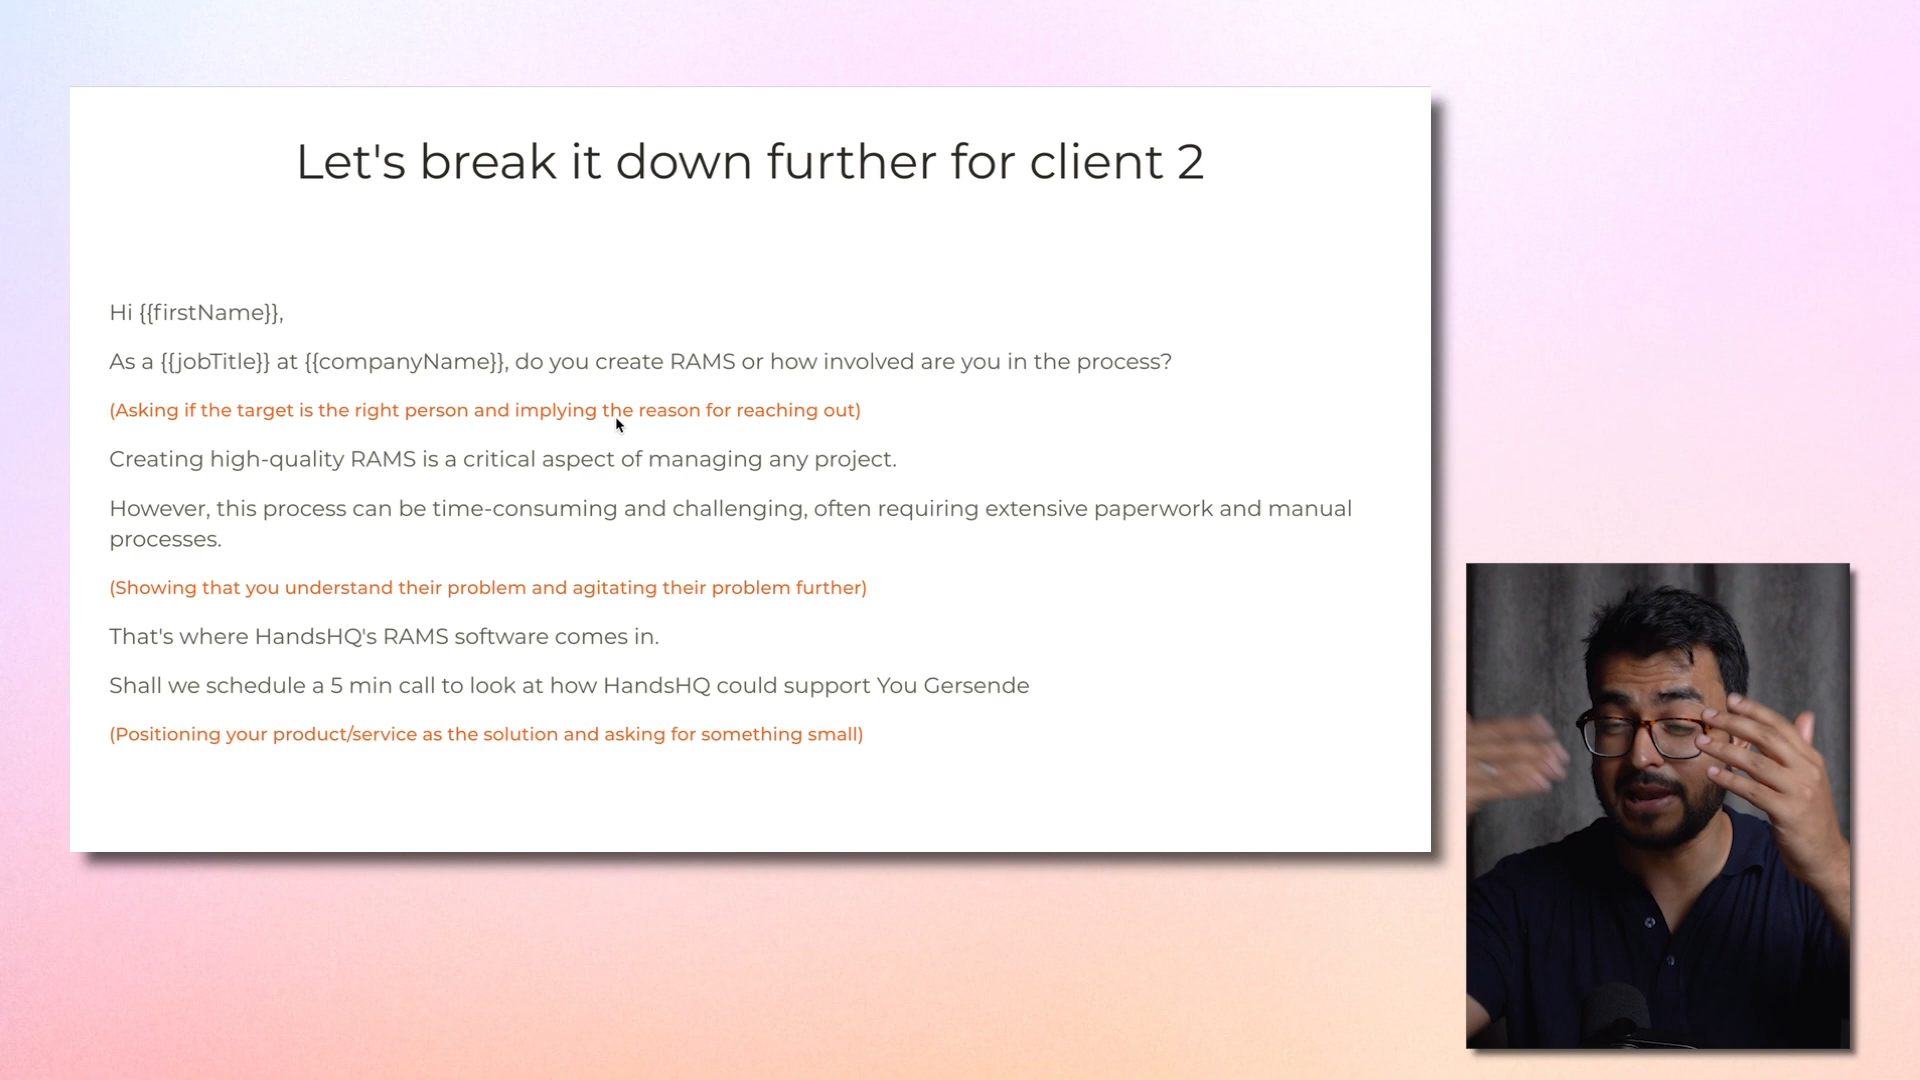 Let's break it down further for client 2
Hi {{firstName}},
As a {{jobTitle}} at {{companyName}}, do you create RAMS or how involved are you in the process?
(Asking if the target is the right person and implying the reason for reaching out)
Creating high-quality RAMS is a critical aspect of managing any project.
However, this process can be time-consuming and challenging, often requiring extensive paperwork and manual
processes.
(Showing that you understand their problem and agitating their problem further)
That's where HandsHQ's RAMS software comes in.
Shall we schedule a 5 min call to look at how HandsHQ could support You Gersende
(Positioning your product/service as the solution and asking for something small)